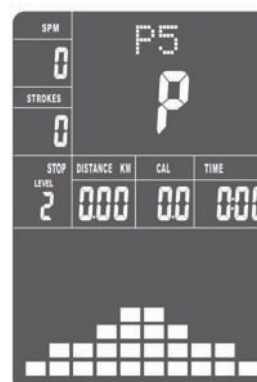 SPM
0
P5
P
STROKES
0
STOP DISTANCE KM CAL TIME
LEVEL
2 0.00 0.0 0:00